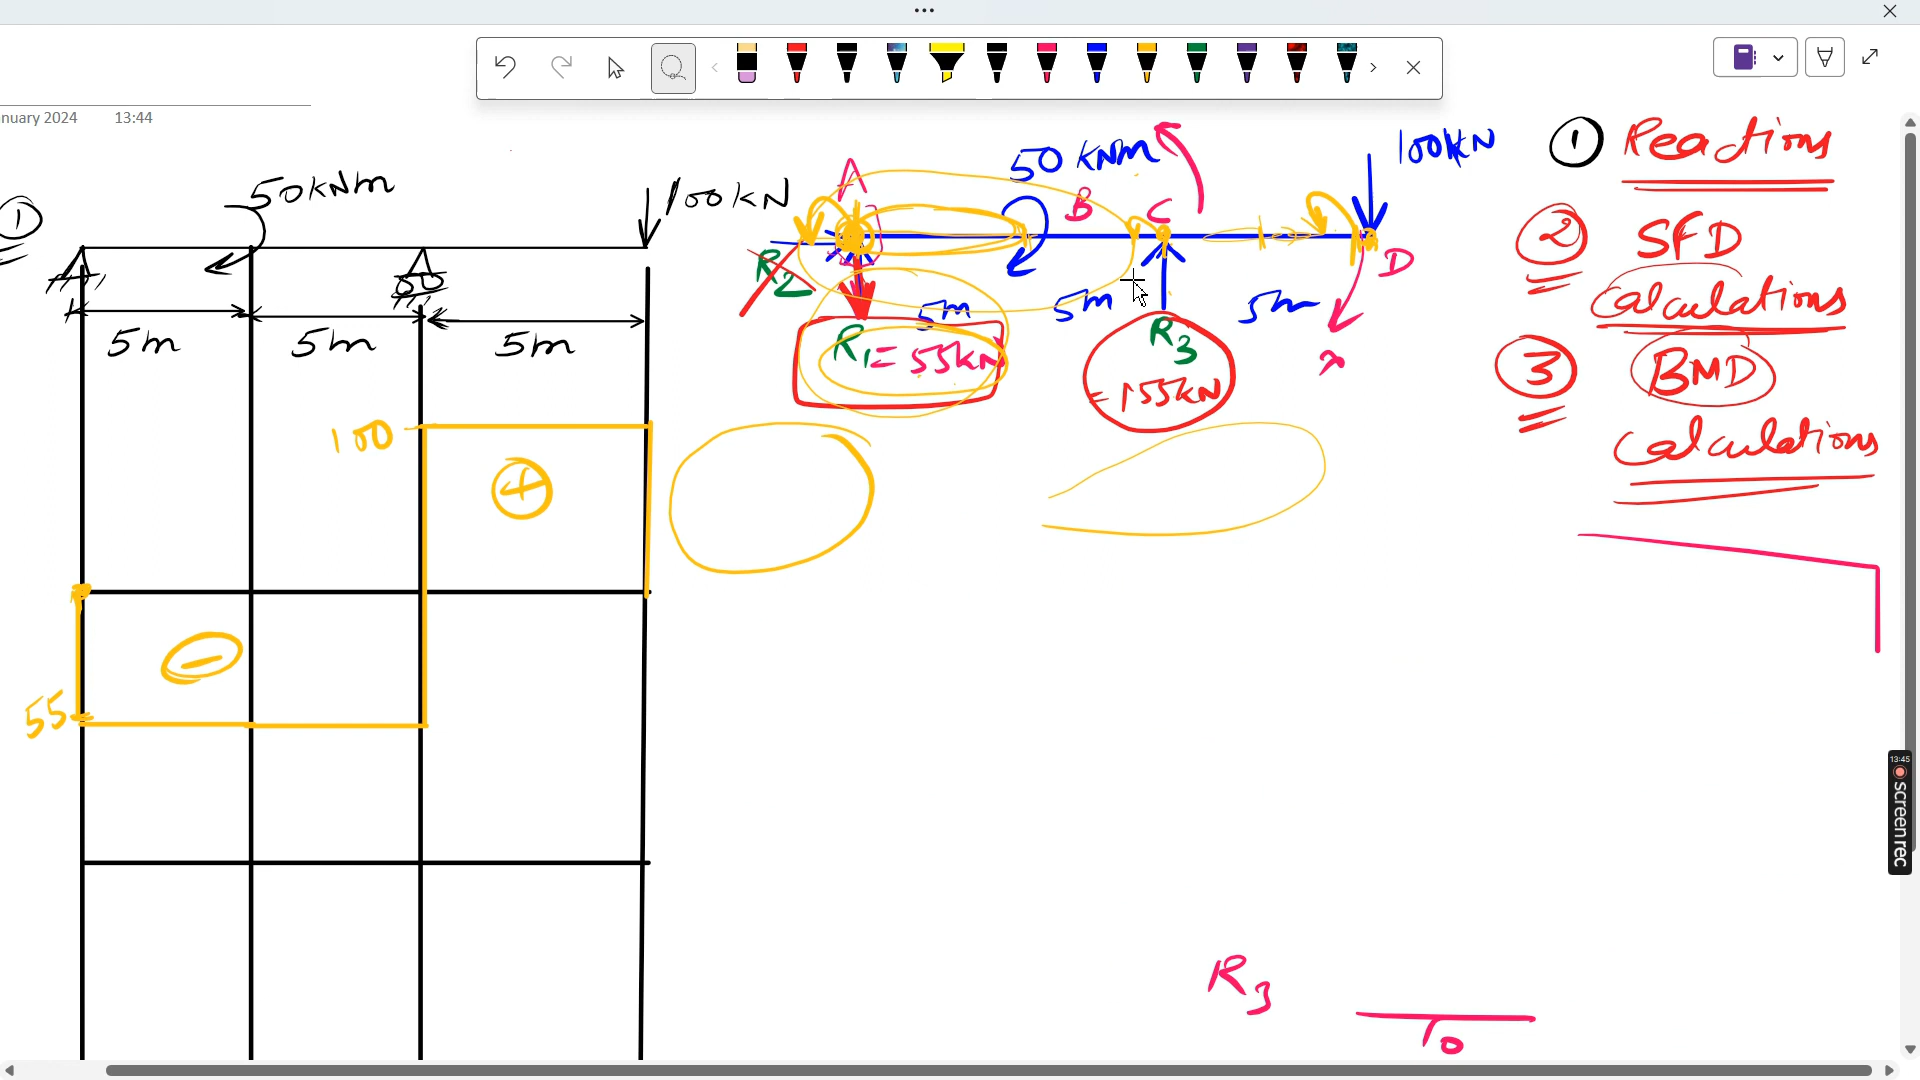 ...
nuary 2024 13:44
1
50kNm
100kN
5m
5m
5m
100
+
−
55
A
50 KNm
B
C
100kN
D
R2
5m
5m
5m
R1 = 55kN
R3
= 155kN
x
1 Reactions
2 SFD
Calculations
3 BMD
Calculations
R3
10
13:45
screenrec